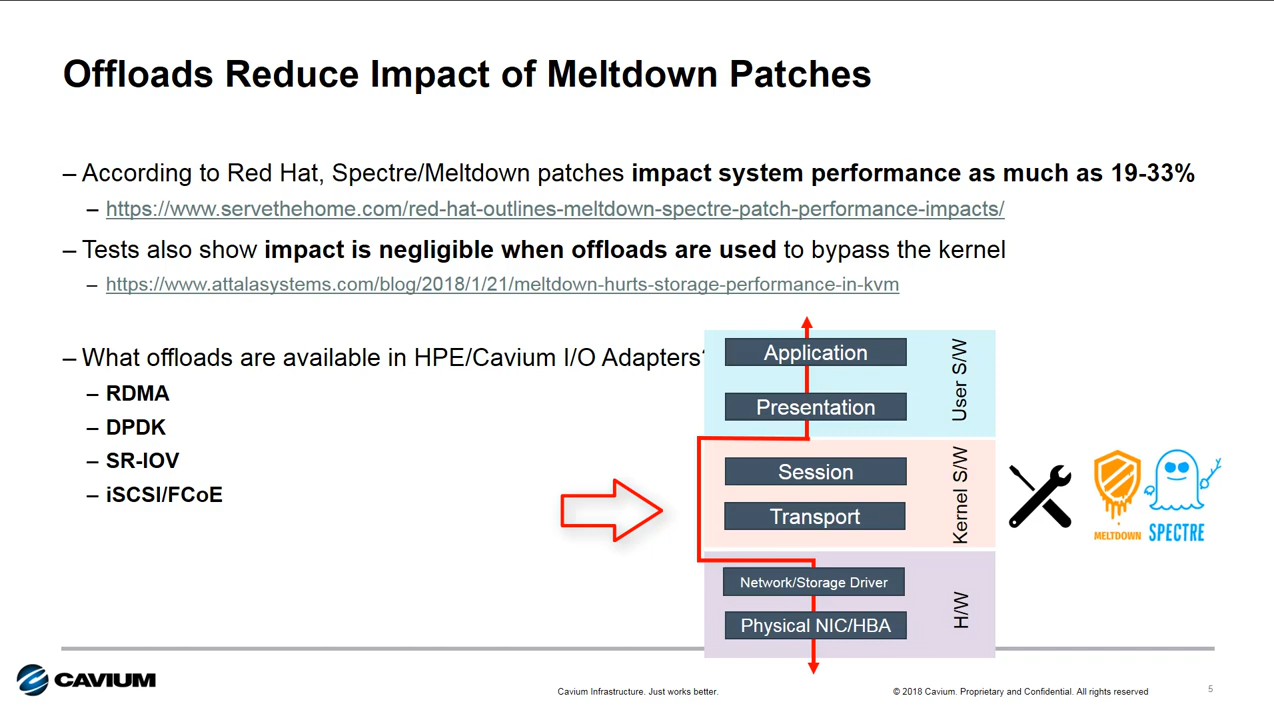 Offloads Reduce Impact of Meltdown Patches
– According to Red Hat, Spectre/Meltdown patches impact system performance as much as 19-33%
– https://www.servethehome.com/red-hat-outlines-meltdown-spectre-patch-performance-impacts/
– Tests also show impact is negligible when offloads are used to bypass the kernel
– https://www.attalasystems.com/blog/2018/1/21/meltdown-hurts-storage-performance-in-kvm
– What offloads are available in HPE/Cavium I/O Adapters?
– RDMA
– DPDK
– SR-IOV
– iSCSI/FCoE
Application
Presentation
User S/W
Session
Transport
Kernel S/W
Network/Storage Driver
Physical NIC/HBA
H/W
MELTDOWN
SPECTRE
CAVIUM
Cavium Infrastructure. Just works better.
© 2018 Cavium. Proprietary and Confidential. All rights reserved
5